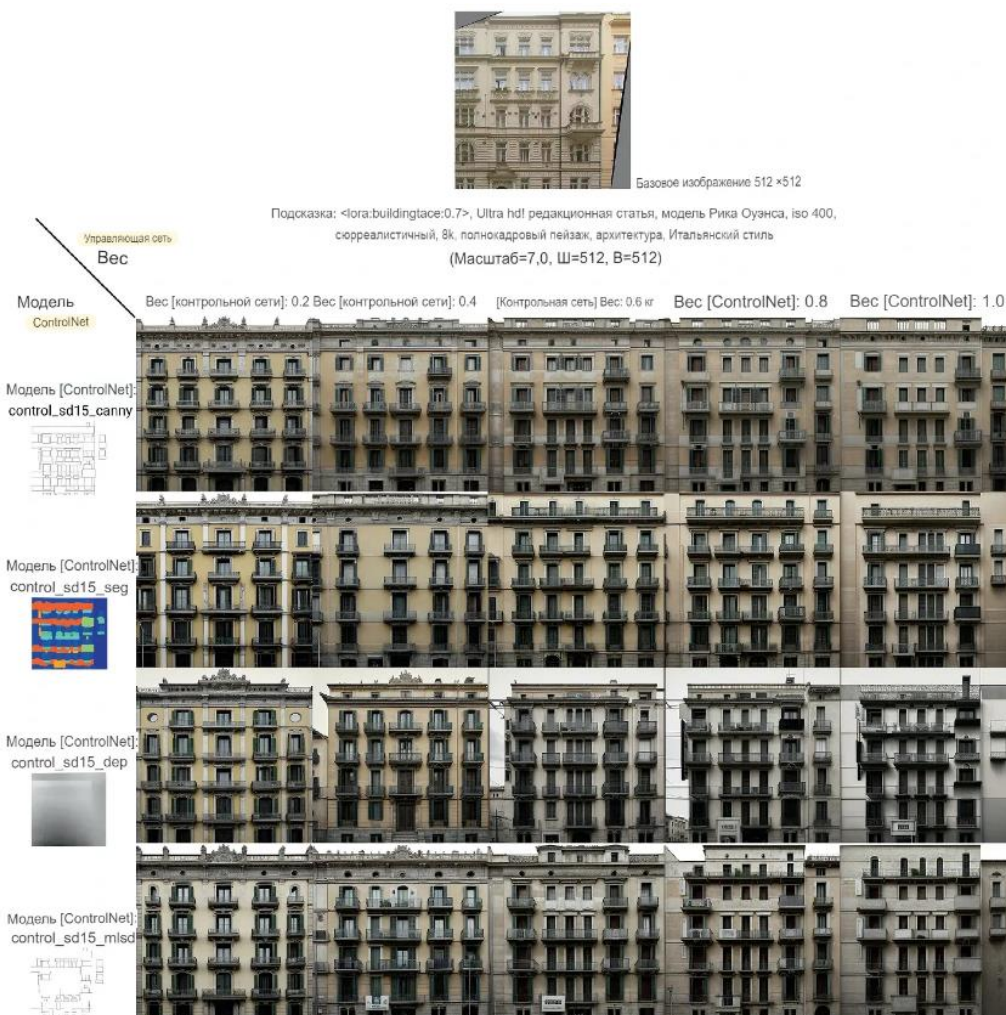 Базовое изображение 512 ×512
Подсказка: <lora:buildingtace:0.7>, Ultra hd! редакционная статья, модель Рика Оуэнса, iso 400,
сюрреалистичный, 8k, полнокадровый пейзаж, архитектура, Итальянский стиль
(Масштаб=7,0, Ш=512, В=512)
Управляющая сеть
Вес
Модель
ControlNet
Вес [контрольной сети]: 0.2 Вес [контрольной сети]: 0.4 [Контрольная сеть] Вес: 0.6 кг Вес [ControlNet]: 0.8 Вес [ControlNet]: 1.0
Модель [ControlNet]:
control_sd15_canny
Модель [ControlNet]:
control_sd15_seg
Модель [ControlNet]:
control_sd15_dep
Модель [ControlNet]:
control_sd15_mlsd